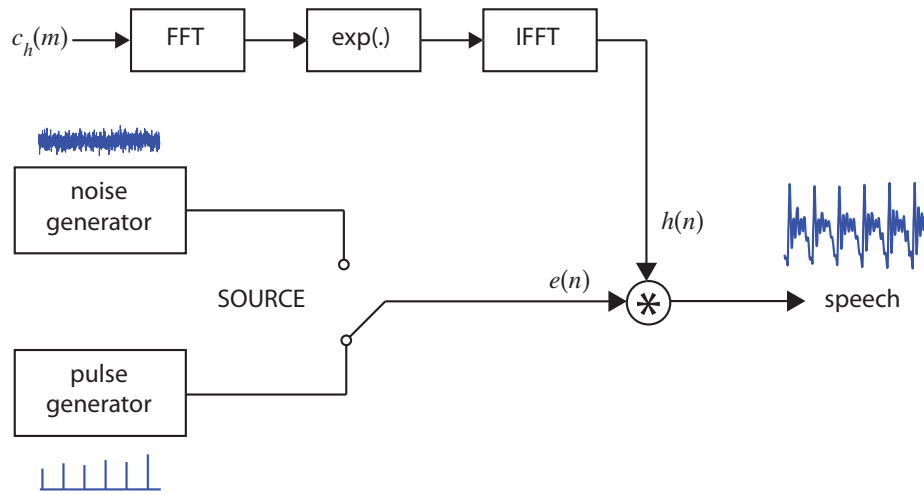 c_h(m)
FFT
exp(.)
IFFT
noise
generator
h(n)
SOURCE
e(n)
*
speech
pulse
generator